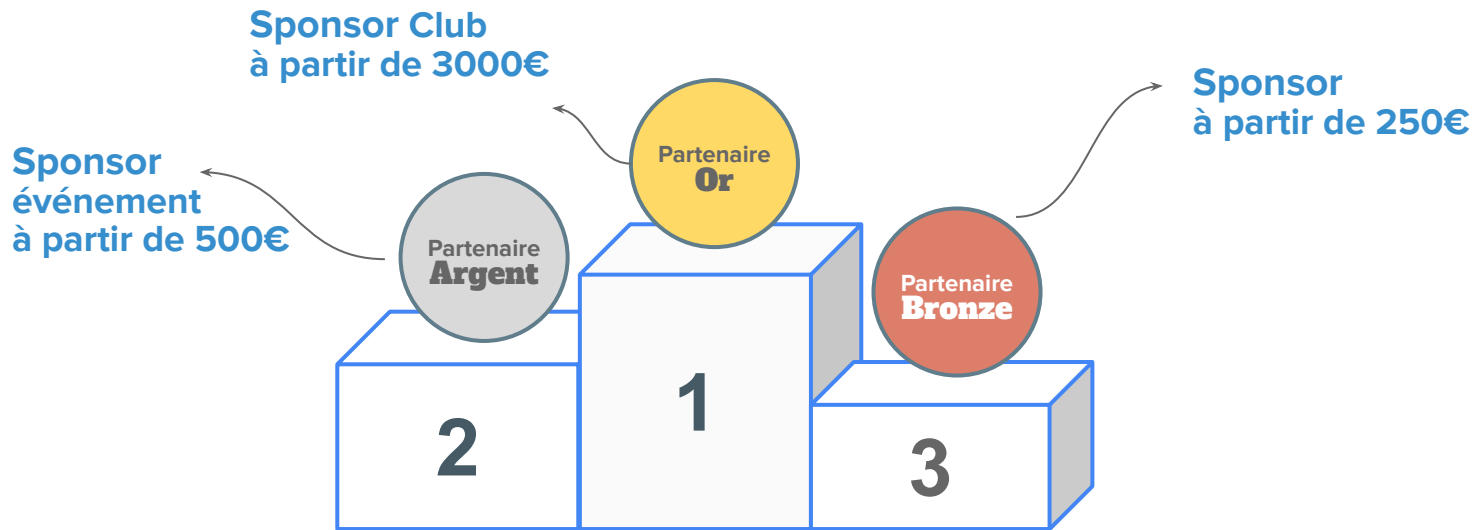 Sponsor Club
à partir de 3000€
Sponsor
à partir de 250€
Sponsor
événement
à partir de 500€
Partenaire
Or
Partenaire
Argent
Partenaire
Bronze
1
2
3